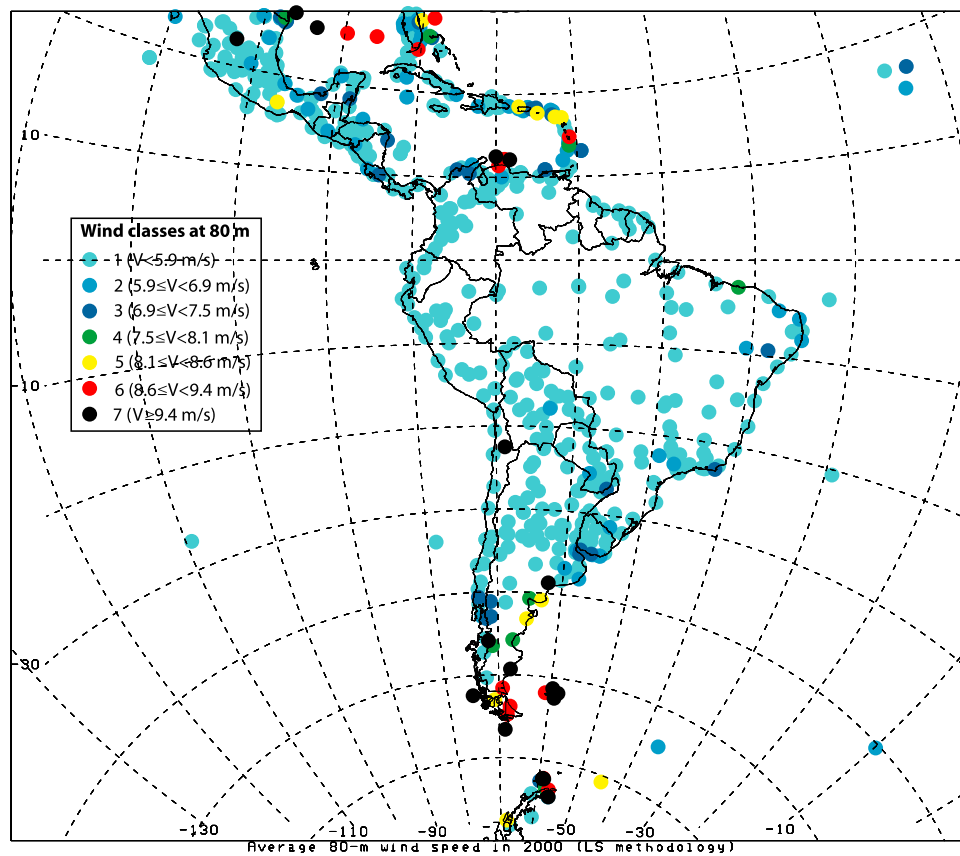 10
Wind classes at 80 m
1 (V<5.9 m/s)
2 (5.9≤V<6.9 m/s)
3 (6.9≤V<7.5 m/s)
4 (7.5≤V<8.1 m/s)
5 (8.1≤V<8.6 m/s)
6 (8.6≤V<9.4 m/s)
7 (V≥9.4 m/s)
-10
-30
-130 -110 -90 -50 -10
Average 80-m wind speed in 2000 (LS methodology)